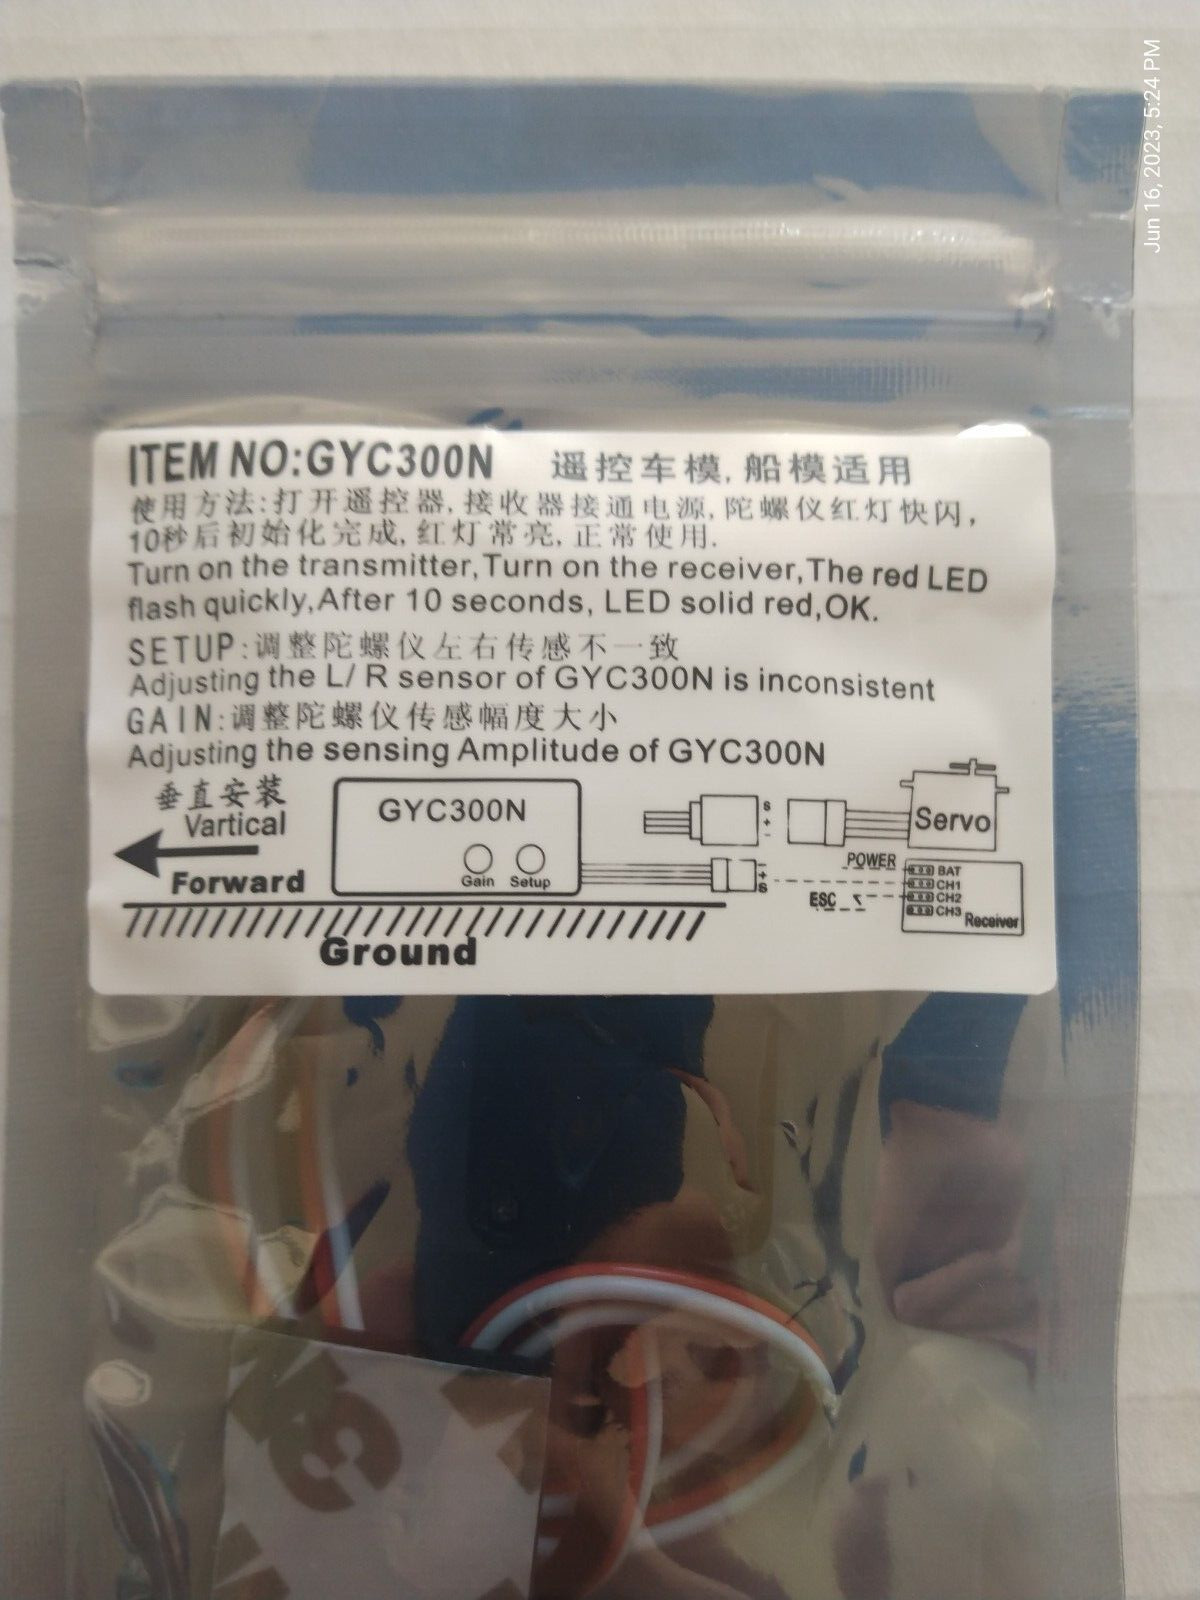 Jun 16, 2023, 5:24 PM
ITEM NO:GYC300N 遥控车模,船模适用
使用方法:打开遥控器,接收器接通电源,陀螺仪红灯快闪,
10秒后初始化完成,红灯常亮,正常使用.
Turn on the transmitter,Turn on the receiver,The red LED
flash quickly,After 10 seconds, LED solid red,OK.
SETUP:调整陀螺仪左右传感不一致
Adjusting the L/ R sensor of GYC300N is inconsistent
GAIN:调整陀螺仪传感幅度大小
Adjusting the sensing Amplitude of GYC300N
垂直安装
Vartical
Forward
GYC300N
Gain Setup
Ground
S
+
-
Servo
-
+
S
POWER
ESC
BAT
CH1
CH2
CH3
Receiver
3M